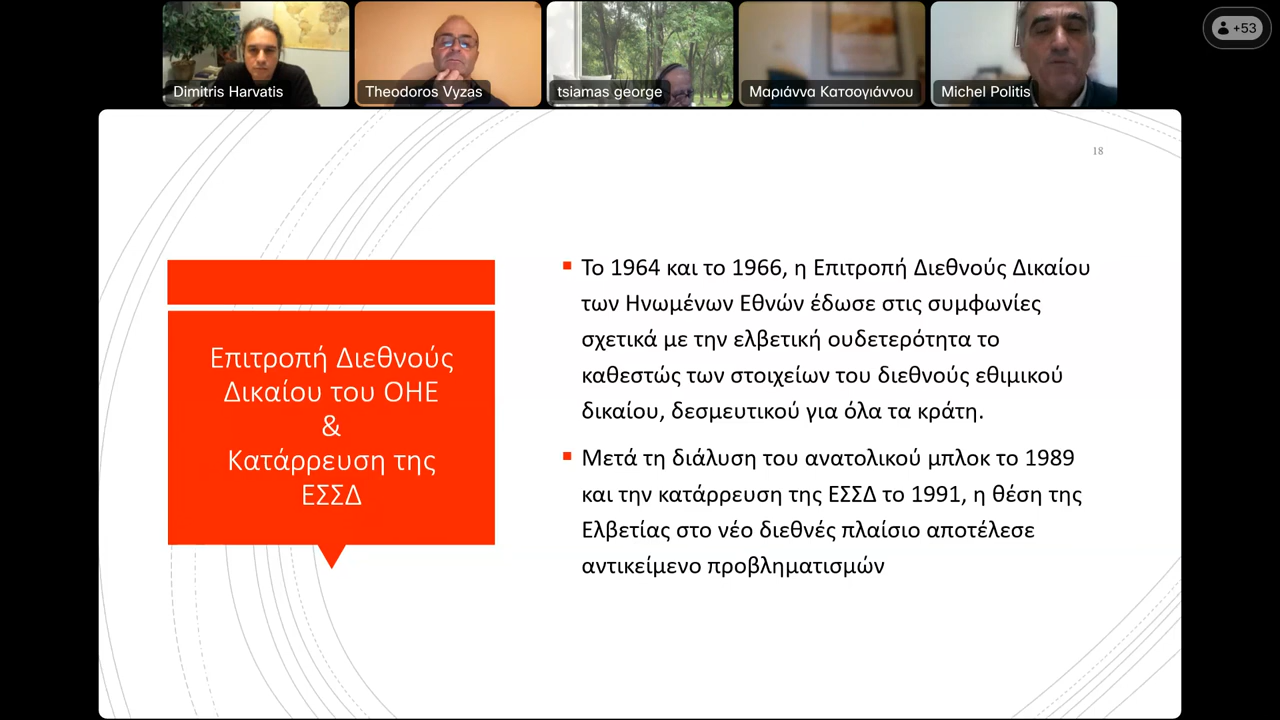 Dimitris Harvatis
Theodoros Vyzas
tsiamas george
Μαριάννα Κατσογιάννου
Michel Politis
+53
18
Επιτροπή Διεθνούς
Δικαίου του ΟΗΕ
&
Κατάρρευση της
ΕΣΣΔ
▪ Το 1964 και το 1966, η Επιτροπή Διεθνούς Δικαίου
των Ηνωμένων Εθνών έδωσε στις συμφωνίες
σχετικά με την ελβετική ουδετερότητα το
καθεστώς των στοιχείων του διεθνούς εθιμικού
δικαίου, δεσμευτικού για όλα τα κράτη.
▪ Μετά τη διάλυση του ανατολικού μπλοκ το 1989
και την κατάρρευση της ΕΣΣΔ το 1991, η θέση της
Ελβετίας στο νέο διεθνές πλαίσιο αποτέλεσε
αντικείμενο προβληματισμών